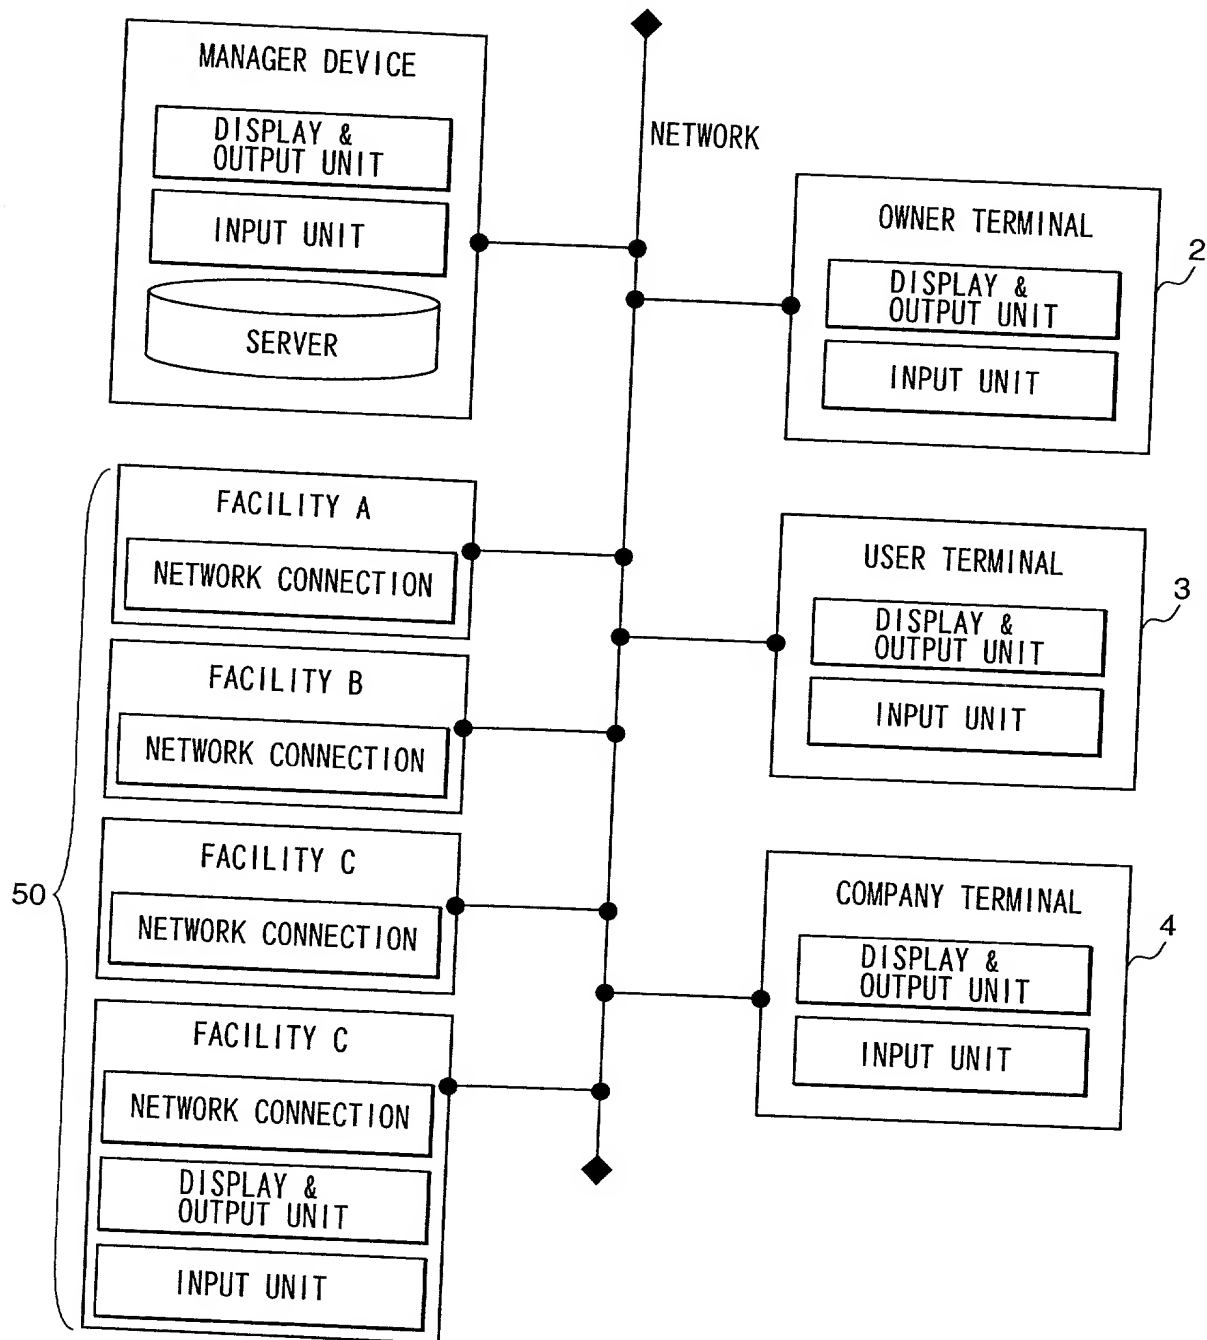 MANAGER DEVICE
DISPLAY &
OUTPUT UNIT
INPUT UNIT
SERVER
NETWORK
OWNER TERMINAL
2
DISPLAY &
OUTPUT UNIT
INPUT UNIT
50
FACILITY A
NETWORK CONNECTION
FACILITY B
NETWORK CONNECTION
FACILITY C
NETWORK CONNECTION
FACILITY C
NETWORK CONNECTION
DISPLAY &
OUTPUT UNIT
INPUT UNIT
USER TERMINAL
3
DISPLAY &
OUTPUT UNIT
INPUT UNIT
COMPANY TERMINAL
4
DISPLAY &
OUTPUT UNIT
INPUT UNIT